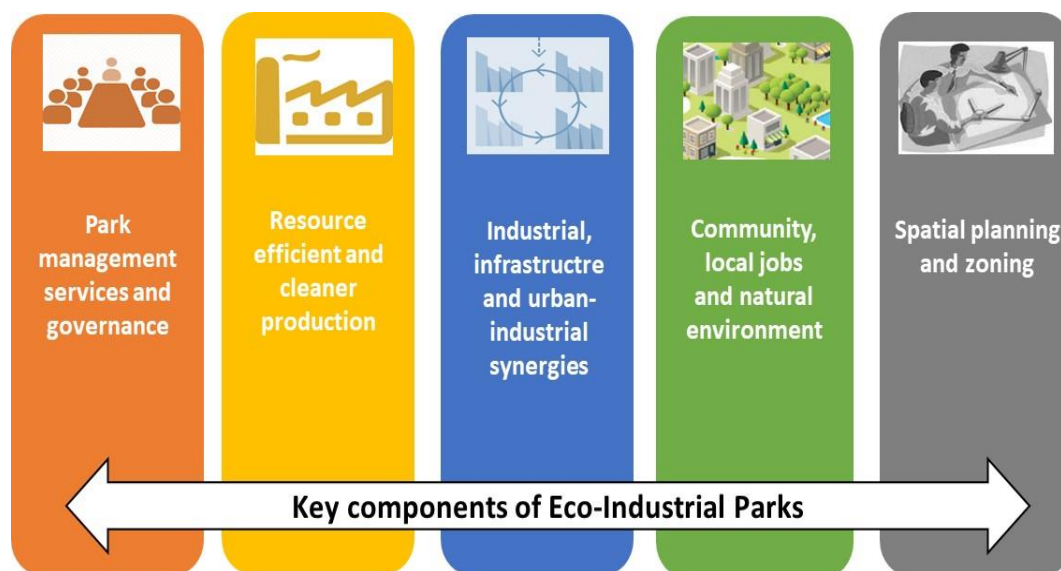 Park
management
services and
governance
Resource
efficient and
cleaner
production
Industrial,
infrastructre
and urban-
industrial
synergies
Community,
local jobs
and natural
environment
Spatial planning
and zoning
Key components of Eco-Industrial Parks